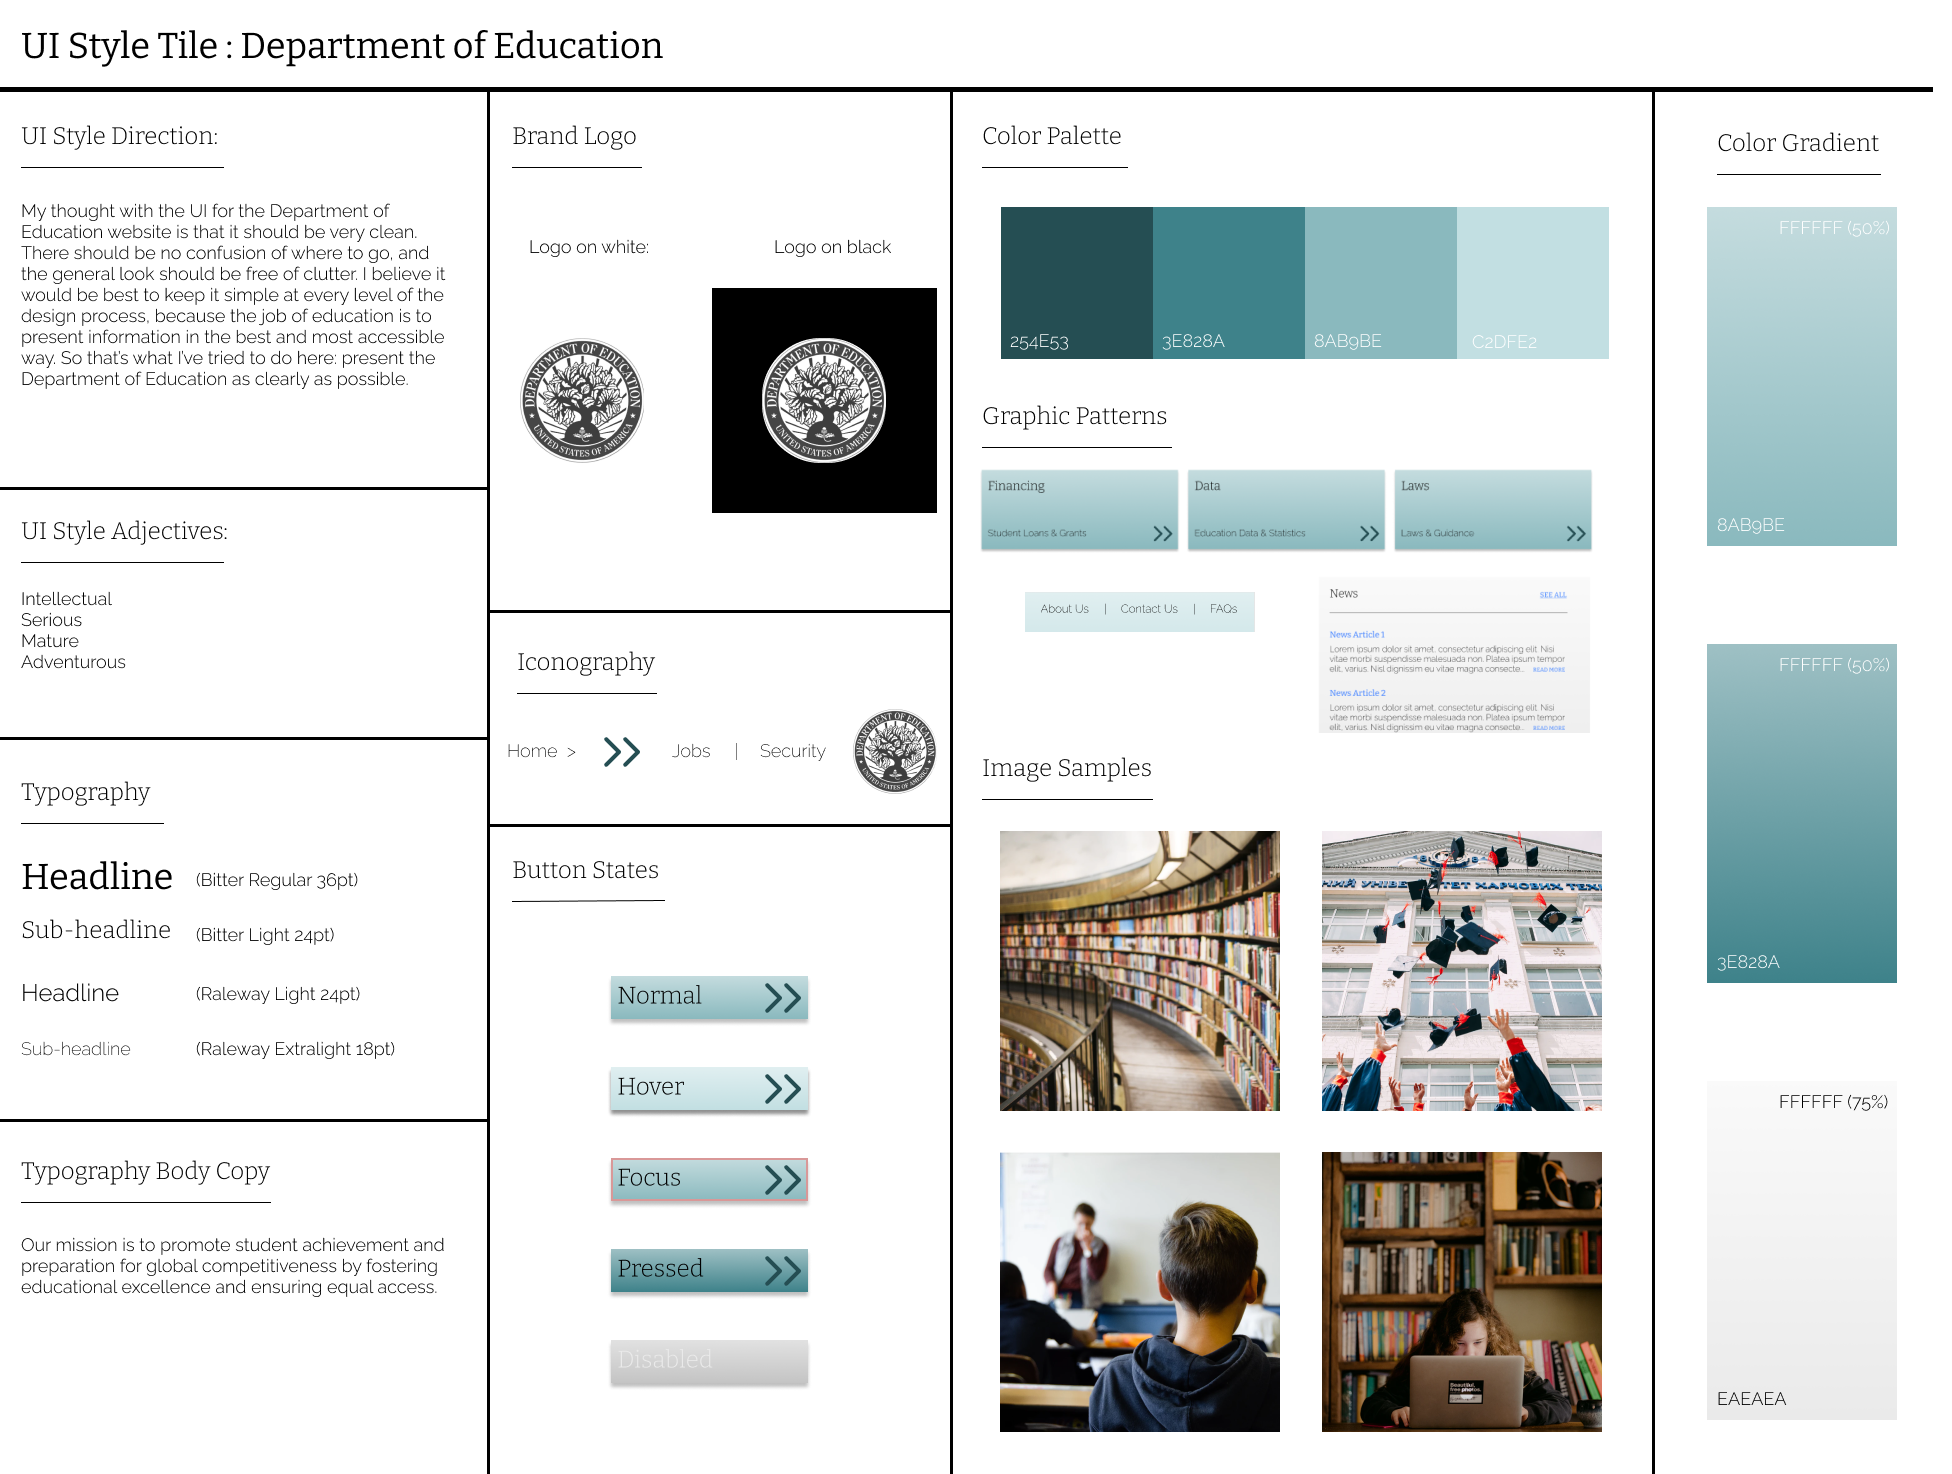 UI Style Tile : Department of Education
UI Style Direction:
My thought with the UI for the Department of
Education website is that it should be very clean.
There should be no confusion of where to go, and
the general look should be free of clutter. I believe it
would be best to keep it simple at every level of the
design process, because the job of education is to
present information in the best and most accessible
way. So that's what I've tried to do here: present the
Department of Education as clearly as possible.
UI Style Adjectives:
Intellectual
Serious
Mature
Adventurous
Typography
Headline (Bitter Regular 36pt)
Sub-headline (Bitter Light 24pt)
Headline (Raleway Light 24pt)
Sub-headline (Raleway Extralight 18pt)
Typography Body Copy
Our mission is to promote student achievement and
preparation for global competitiveness by fostering
educational excellence and ensuring equal access.
Brand Logo
Logo on white:
Logo on black
DEPARTMENT OF EDUCATION
UNITED STATES OF AMERICA
DEPARTMENT OF EDUCATION
UNITED STATES OF AMERICA
Iconography
Home >
Jobs | Security
DEPARTMENT OF EDUCATION
UNITED STATES OF AMERICA
Button States
Normal
Hover
Focus
Pressed
Disabled
Color Palette
254E53
3E828A
8AB9BE
C2DFE2
Graphic Patterns
Financing
Student Loans & Grants
Data
Education Data & Statistics
Laws
Laws & Guidance
About Us | Contact Us | FAQs
News SEE ALL
News Article 1
Lorem ipsum dolor sit amet, consectetur adipiscing elit. Nisi
vitae morbi suspendisse malesuada non. Platea ipsum tempor
elit, varius. Nisl dignissim eu vitae magna consecte... READ MORE
News Article 2
Lorem ipsum dolor sit amet, consectetur adipiscing elit. Nisi
vitae morbi suspendisse malesuada non. Platea ipsum tempor
elit, varius. Nisl dignissim eu vitae magna consecte... READ MORE
Image Samples
НИЙ УНІВЕРСИТЕТ ХАРЧОВИХ ТЕХ
Beautiful,
free photos.
Color Gradient
FFFFFF (50%)
8AB9BE
FFFFFF (50%)
3E828A
FFFFFF (75%)
EAEAEA